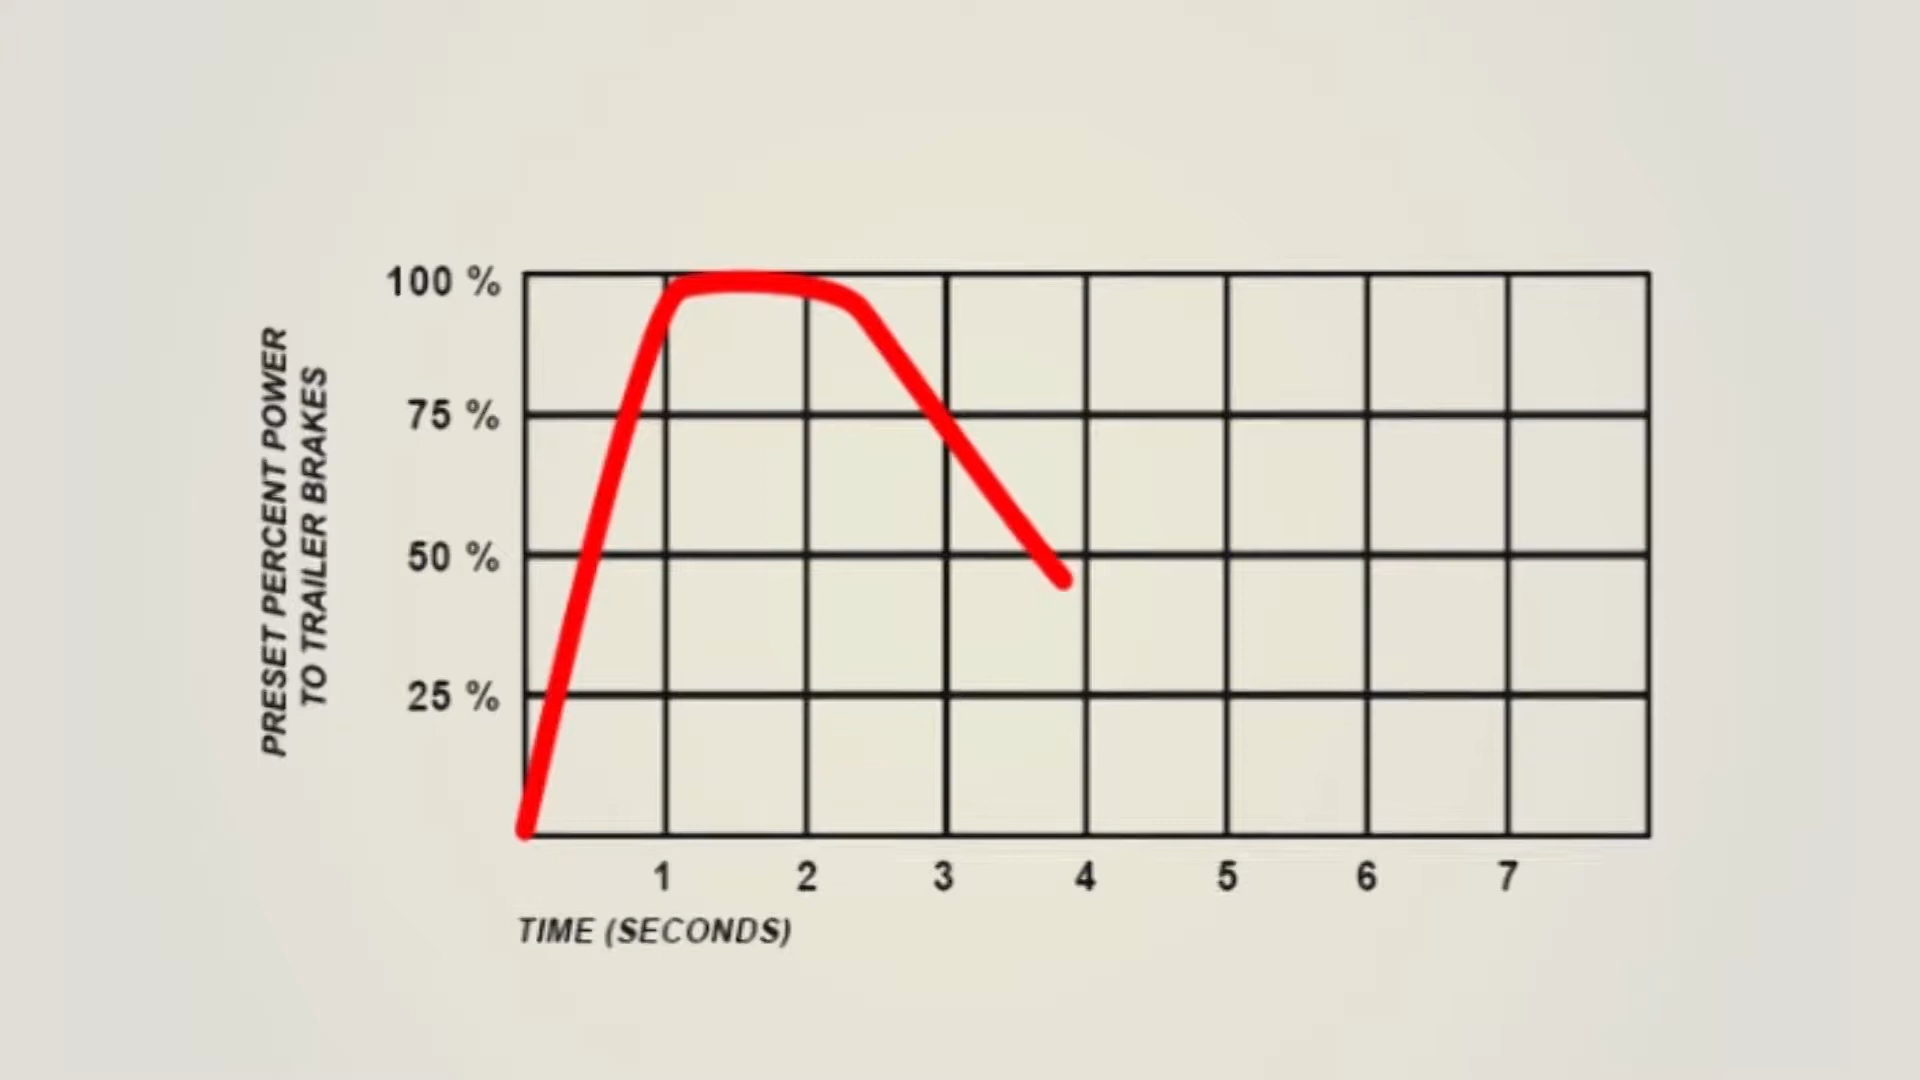 PRESET PERCENT POWER
TO TRAILER BRAKES
100 %
75 %
50 %
25 %
1 2 3 4 5 6 7
TIME (SECONDS)